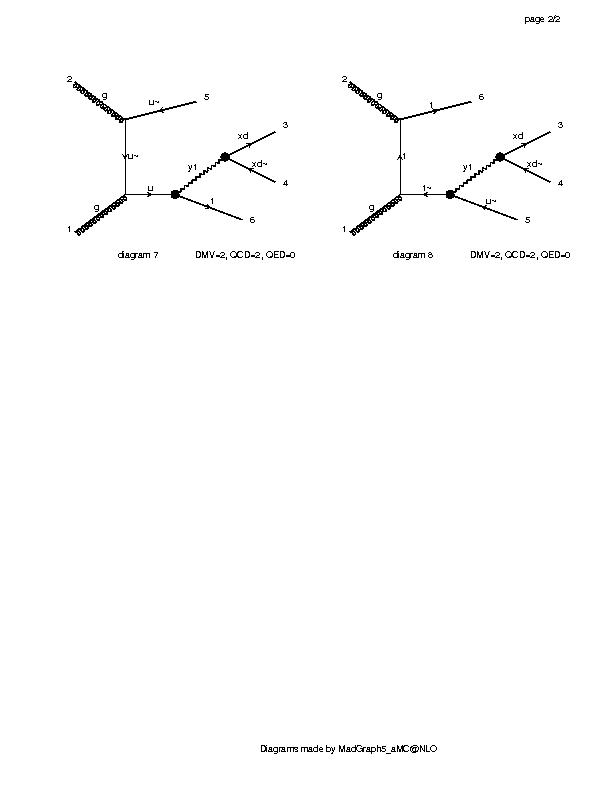 page 2/2
2
g
u~
5
u~
xd
3
y1
xd~
4
u
g
1
1
6
diagram 7 DMV=2, QCD=2, QED=0
2
g
1
6
1
xd
3
y1
xd~
4
1~
g
u~
1
5
diagram 8 DMV=2, QCD=2, QED=0
Diagrams made by MadGraph5_aMC@NLO